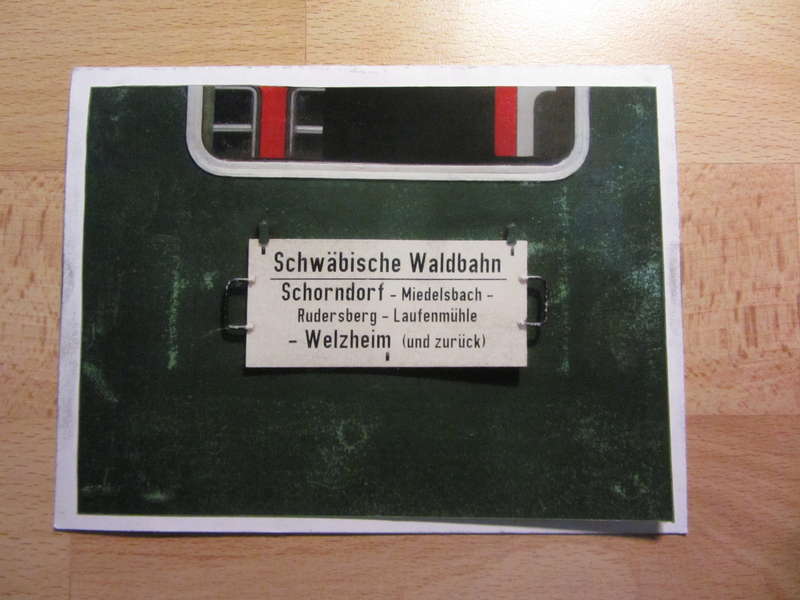 Schwäbische Waldbahn
Schorndorf - Miedelsbach -
Rudersberg - Laufenmühle
- Welzheim (und zurück)